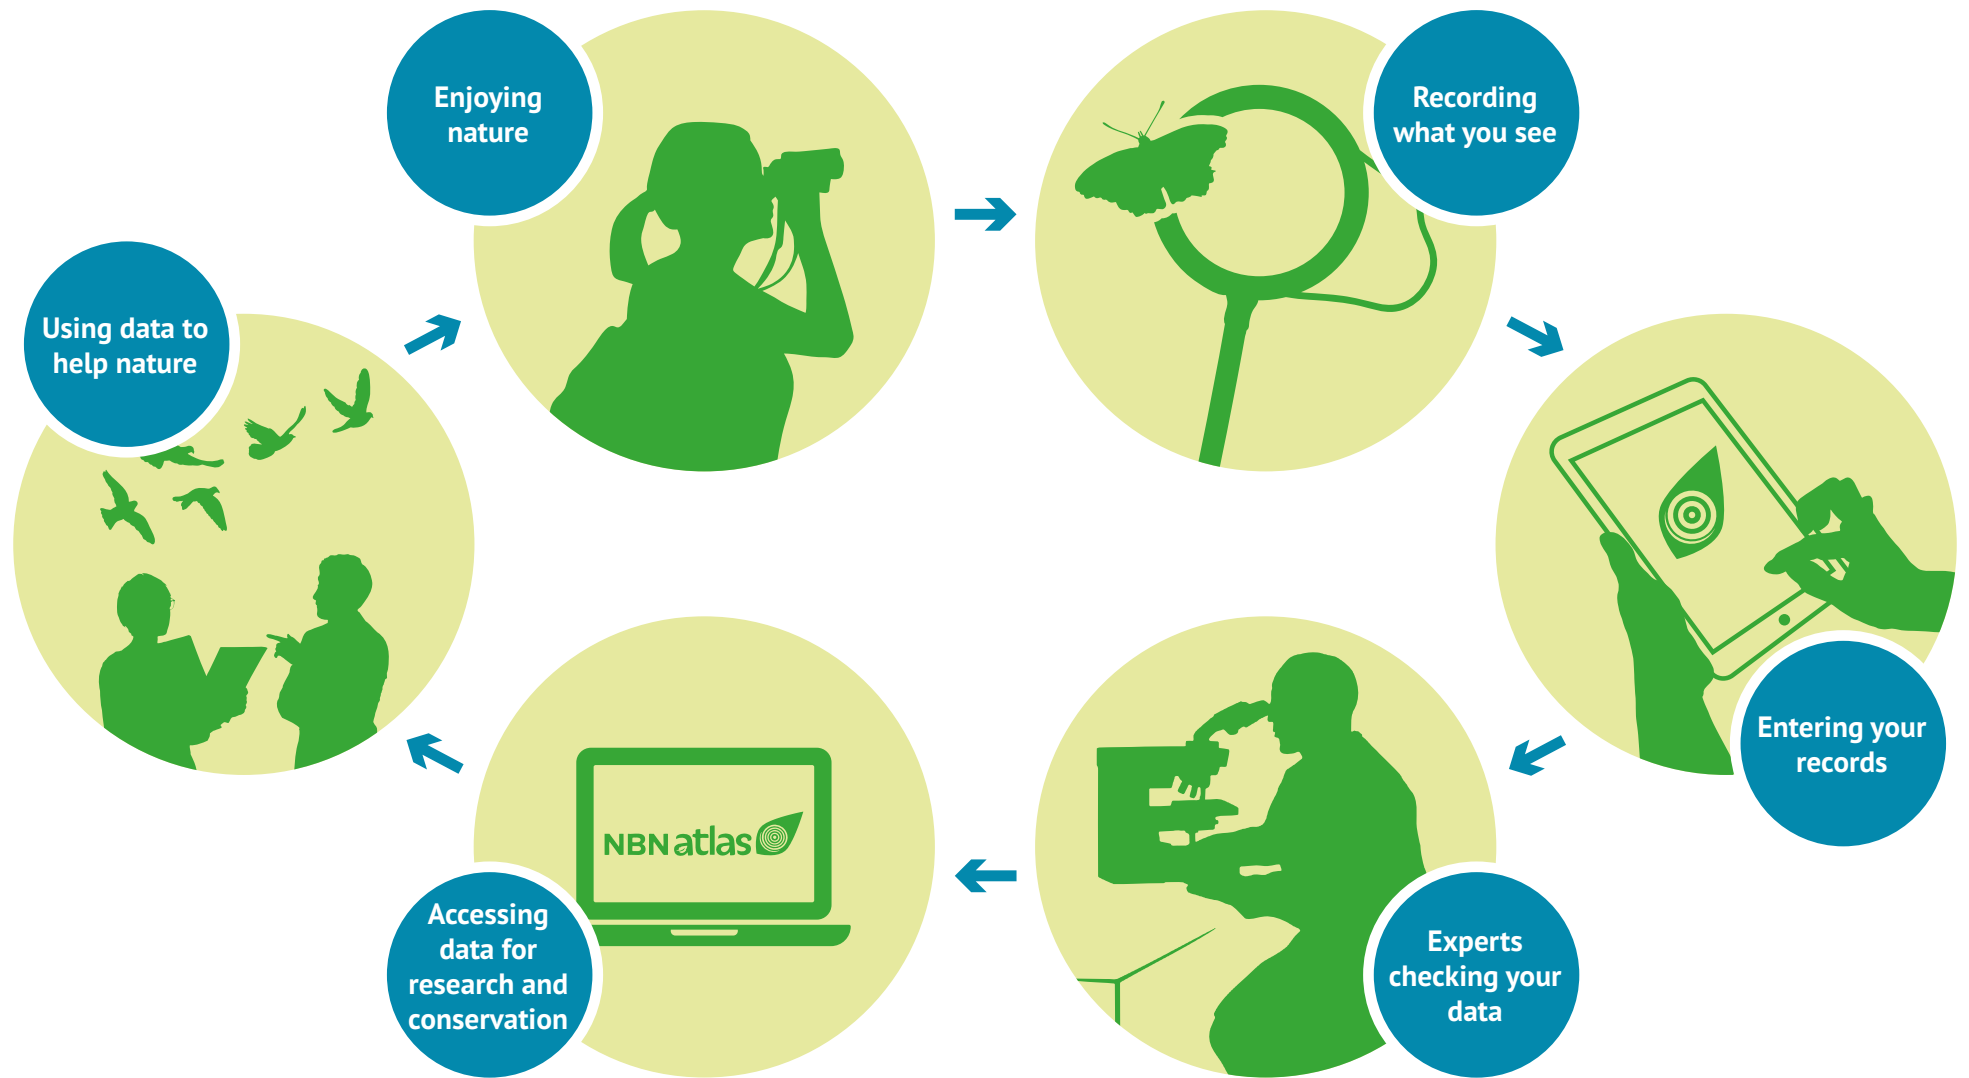 Enjoying
nature
Recording
what you see
Using data to
help nature
Entering your
records
NBN atlas
Accessing
data for
research and
conservation
Experts
checking your
data